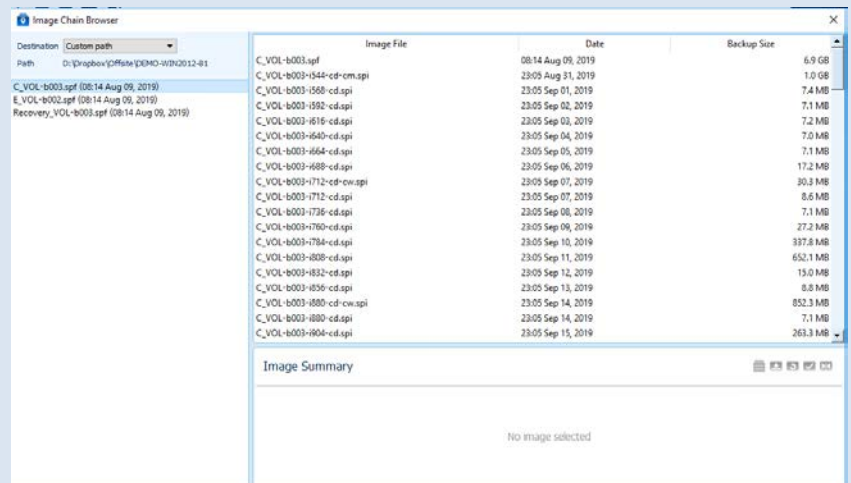 Image Chain Browser
Destination Custom path
Path D:\Dropbox\Offsite\DEMO-WIN2012-81
C_VOL-b003.spf (08:14 Aug 09, 2019)
E_VOL-b002.spf (08:14 Aug 09, 2019)
Recovery_VOL-b003.spf (08:14 Aug 09, 2019)
Image File Date Backup Size
C_VOL-b003.spf 08:14 Aug 09, 2019 6.9 GB
C_VOL-b003-i544-cd-cm.spi 23:05 Aug 31, 2019 1.0 GB
C_VOL-b003-i568-cd.spi 23:05 Sep 01, 2019 7.4 MB
C_VOL-b003-i592-cd.spi 23:05 Sep 02, 2019 7.1 MB
C_VOL-b003-i616-cd.spi 23:05 Sep 03, 2019 7.2 MB
C_VOL-b003-i640-cd.spi 23:05 Sep 04, 2019 7.0 MB
C_VOL-b003-i664-cd.spi 23:05 Sep 05, 2019 7.1 MB
C_VOL-b003-i688-cd.spi 23:05 Sep 06, 2019 17.2 MB
C_VOL-b003-i712-cd-cw.spi 23:05 Sep 07, 2019 30.3 MB
C_VOL-b003-i712-cd.spi 23:05 Sep 07, 2019 8.6 MB
C_VOL-b003-i736-cd.spi 23:05 Sep 08, 2019 7.1 MB
C_VOL-b003-i760-cd.spi 23:05 Sep 09, 2019 27.2 MB
C_VOL-b003-i784-cd.spi 23:05 Sep 10, 2019 337.8 MB
C_VOL-b003-i808-cd.spi 23:05 Sep 11, 2019 652.1 MB
C_VOL-b003-i832-cd.spi 23:05 Sep 12, 2019 15.0 MB
C_VOL-b003-i856-cd.spi 23:05 Sep 13, 2019 8.8 MB
C_VOL-b003-i880-cd-cw.spi 23:05 Sep 14, 2019 852.3 MB
C_VOL-b003-i880-cd.spi 23:05 Sep 14, 2019 7.1 MB
C_VOL-b003-i904-cd.spi 23:05 Sep 15, 2019 263.3 MB
Image Summary
No image selected